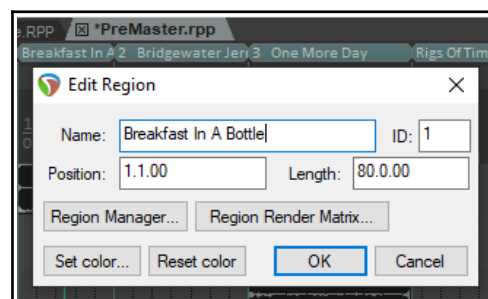 .RPP *PreMaster.rpp
Breakfast In A 2 Bridgewater Jeri 3 One More Day Rigs Of Tim
Edit Region
Name: Breakfast In A Bottle ID: 1
Position: 1.1.00 Length: 80.0.00
Region Manager... Region Render Matrix...
Set color... Reset color OK Cancel